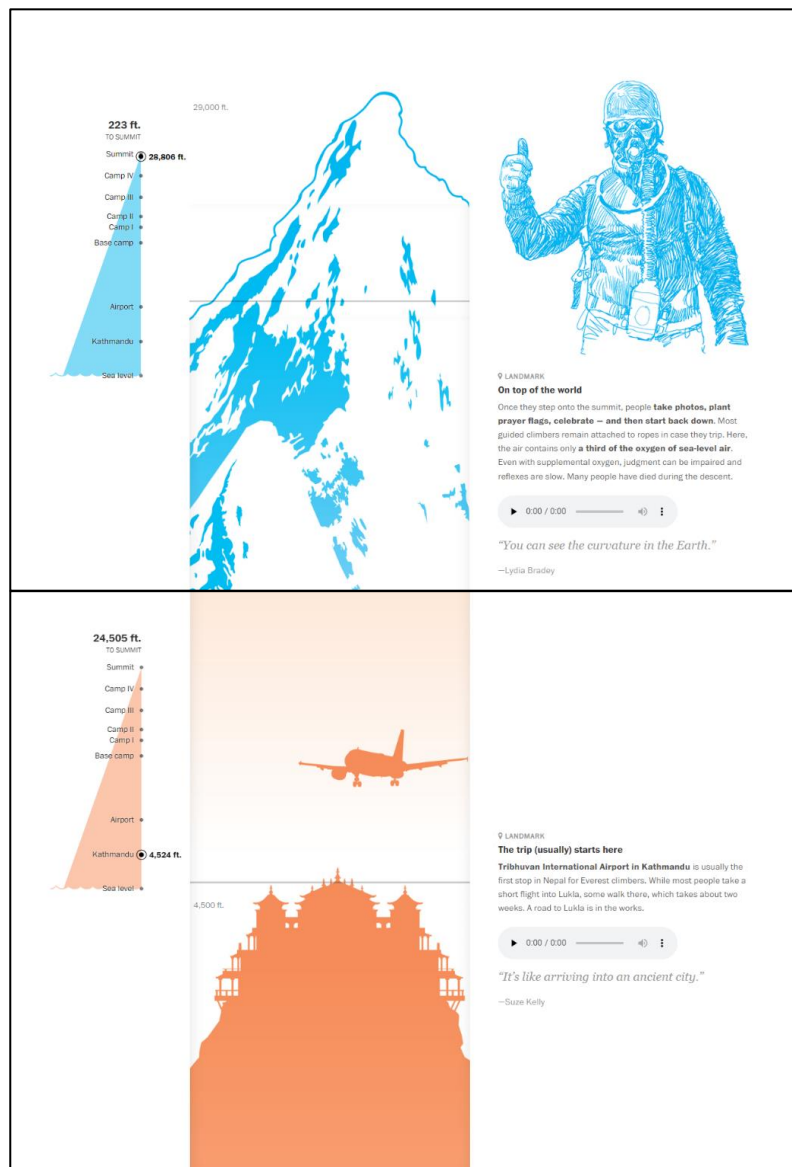 223 ft.
TO SUMMIT
Summit
28,806 ft.
Camp IV
Camp III
Camp II
Camp I
Base camp
Airport
Kathmandu
Sea level
29,000 ft.
LANDMARK
On top of the world
Once they step onto the summit, people take photos, plant
prayer flags, celebrate — and then start back down. Most
guided climbers remain attached to ropes in case they trip. Here,
the air contains only a third of the oxygen of sea-level air.
Even with supplemental oxygen, judgment can be impaired and
reflexes are slow. Many people have died during the descent.
0:00 / 0:00
“You can see the curvature in the Earth.”
—Lydia Bradey
24,505 ft.
TO SUMMIT
Summit
Camp IV
Camp III
Camp II
Camp I
Base camp
Airport
Kathmandu
4,524 ft.
Sea level
4,500 ft.
LANDMARK
The trip (usually) starts here
Tribhuvan International Airport in Kathmandu is usually the
first stop in Nepal for Everest climbers. While most people take a
short flight into Lukla, some walk there, which takes about two
weeks. A road to Lukla is in the works.
0:00 / 0:00
“It’s like arriving into an ancient city.”
—Suze Kelly